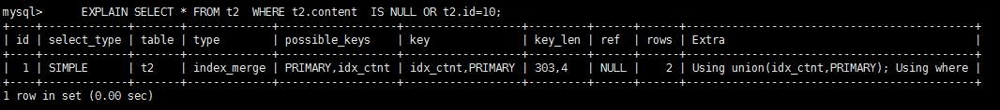 mysql>      EXPLAIN SELECT * FROM t2  WHERE t2.content  IS NULL OR t2.id=10;
+----+-------------+-------+-------------+------------------+------------------+---------+------+------+---------------------------------------------+
| id | select_type | table | type        | possible_keys    | key              | key_len | ref  | rows | Extra                                       |
+----+-------------+-------+-------------+------------------+------------------+---------+------+------+---------------------------------------------+
|  1 | SIMPLE      | t2    | index_merge | PRIMARY,idx_ctnt | idx_ctnt,PRIMARY | 303,4   | NULL |    2 | Using union(idx_ctnt,PRIMARY); Using where |
+----+-------------+-------+-------------+------------------+------------------+---------+------+------+---------------------------------------------+
1 row in set (0.00 sec)